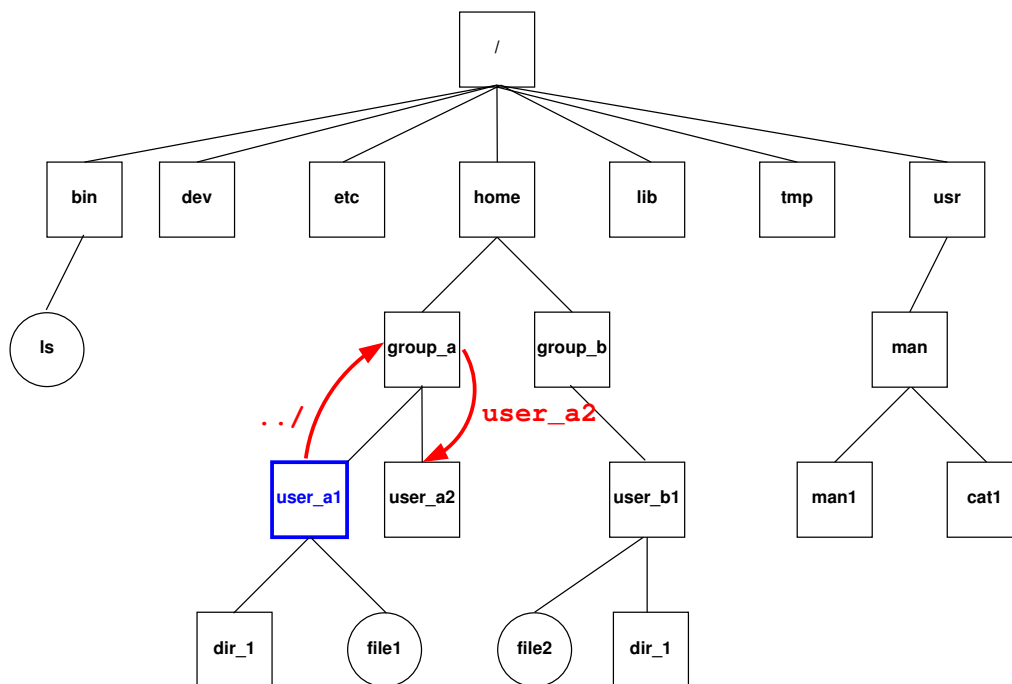 /
bin
dev
etc
home
lib
tmp
usr
ls
group_a
group_b
man
../
user_a2
user_a1
user_a2
user_b1
man1
cat1
dir_1
file1
file2
dir_1